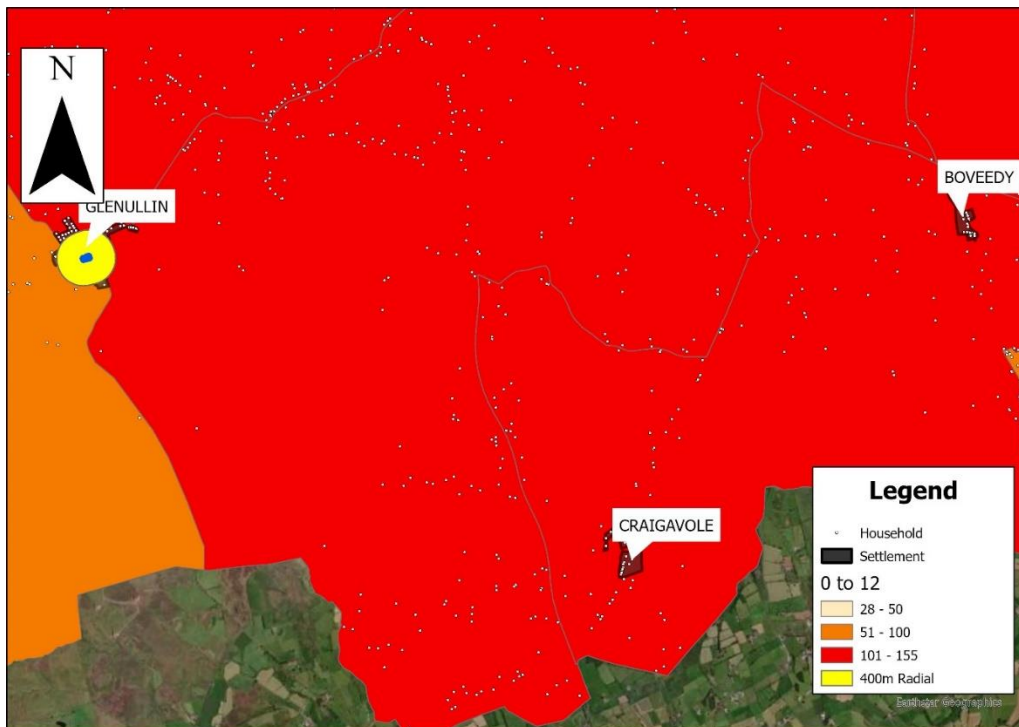 N
GLENULLIN
BOVEEDY
CRAIGAVOLE
Legend
Household
Settlement
0 to 12
28 - 50
51 - 100
101 - 155
400m Radial
Earthstar Geographics